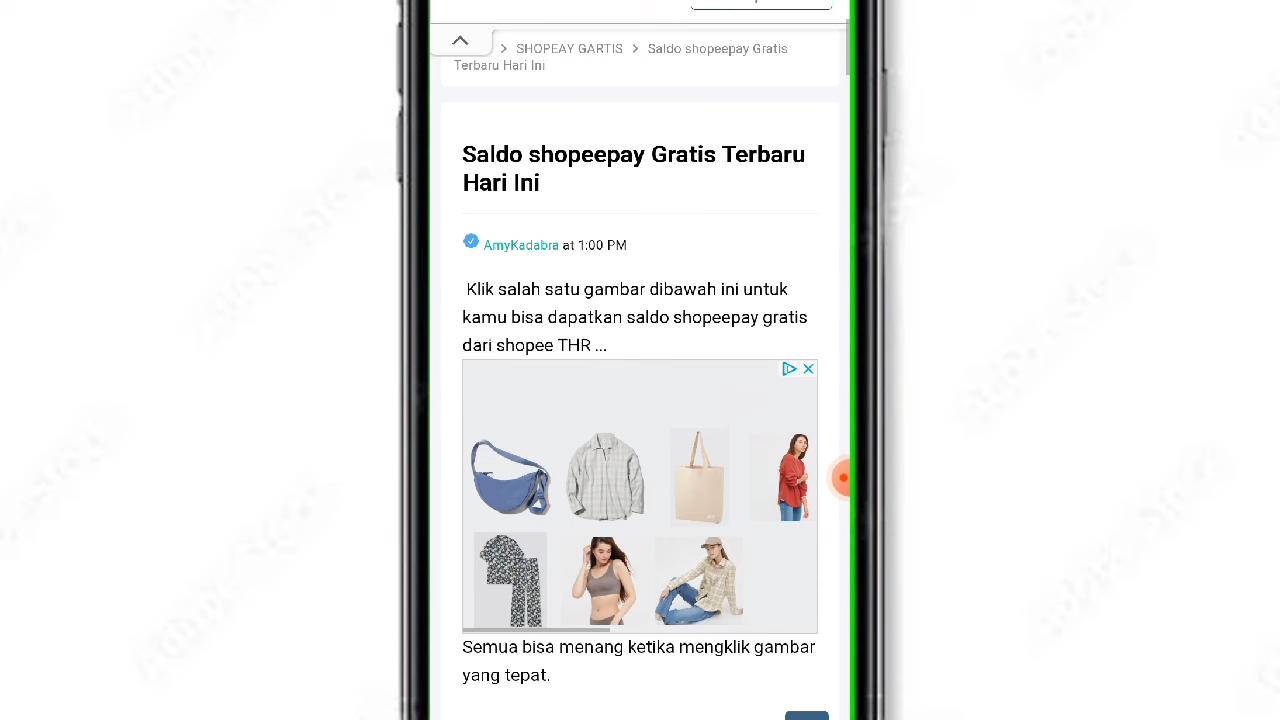 SHOPEAY GARTIS > Saldo shopeepay Gratis
Terbaru Hari Ini
Saldo shopeepay Gratis Terbaru
Hari Ini
AmyKadabra at 1:00 PM
Klik salah satu gambar dibawah ini untuk
kamu bisa dapatkan saldo shopeepay gratis
dari shopee THR ...
Semua bisa menang ketika mengklik gambar
yang tepat.